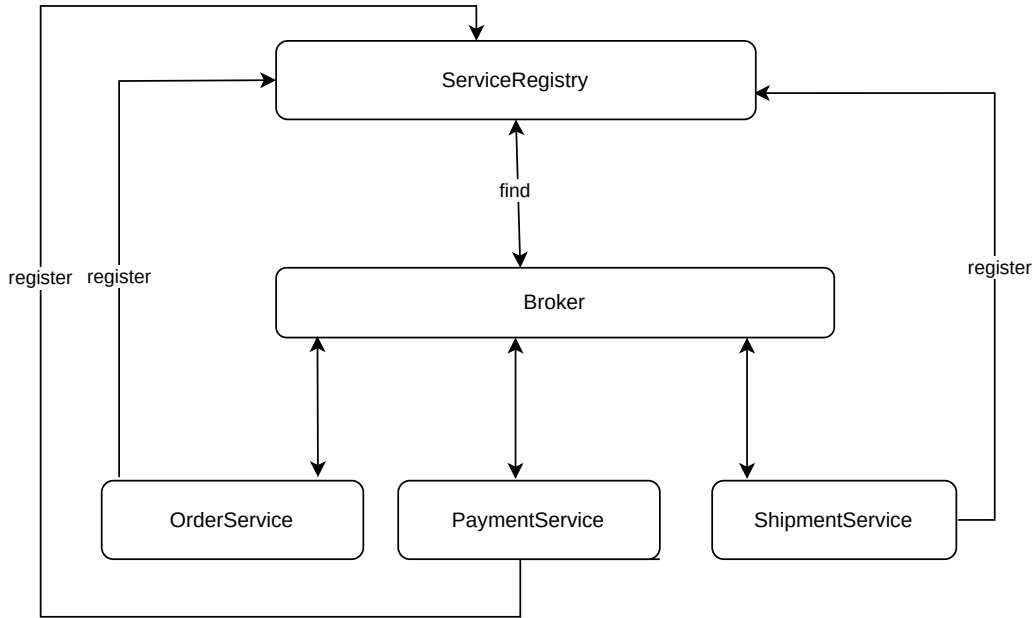 ServiceRegistry
find
register
register
register
Broker
OrderService
PaymentService
ShipmentService